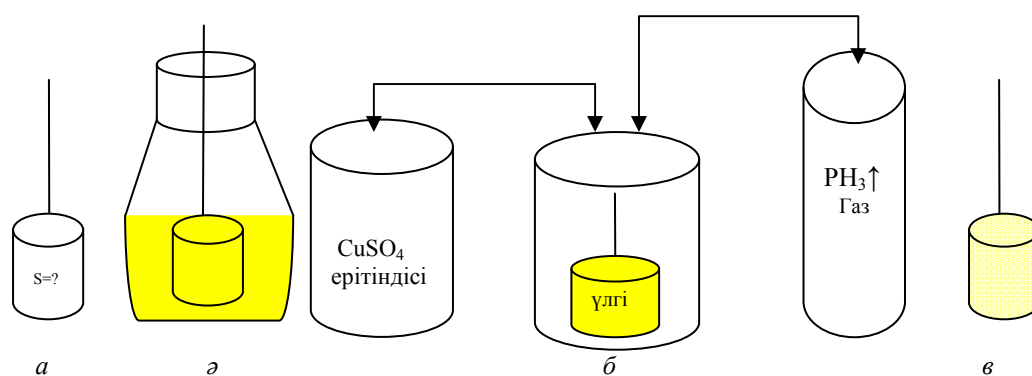 S=?
CuSO₄
ерітіндісі
үлгі
PH₃↑
Газ
а
ә
б
в